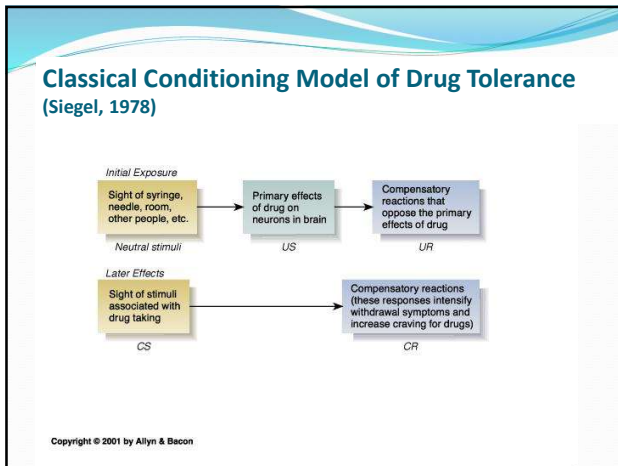 Classical Conditioning Model of Drug Tolerance
(Siegel, 1978)
Initial Exposure
Sight of syringe,
needle, room,
other people, etc.
Neutral stimuli
Primary effects
of drug on
neurons in brain
US
Compensatory
reactions that
oppose the primary
effects of drug
UR
Later Effects
Sight of stimuli
associated with
drug taking
CS
Compensatory reactions
(these responses intensify
withdrawal symptoms and
increase craving for drugs)
CR
Copyright © 2001 by Allyn & Bacon